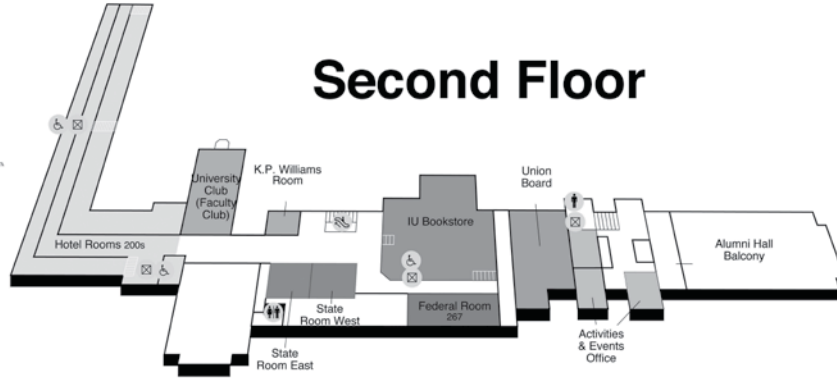 Second Floor
University
Club
(Faculty
Club)
K.P. Williams
Room
IU Bookstore
Union
Board
Hotel Rooms 200s
Alumni Hall
Balcony
State
Room West
Federal Room
267
State
Room East
Activities
& Events
Office